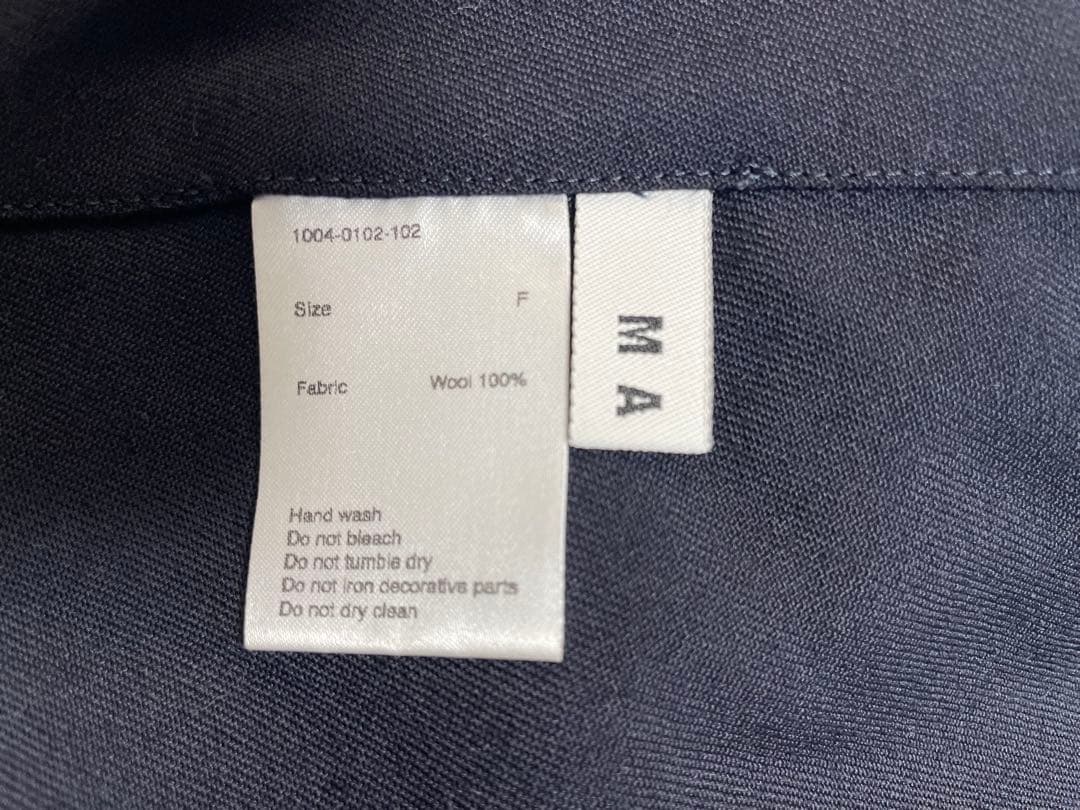 1004-0102-102
Size F
Fabric Wool 100%
Hand wash
Do not bleach
Do not tumble dry
Do not iron decorative parts
Do not dry clean
M A